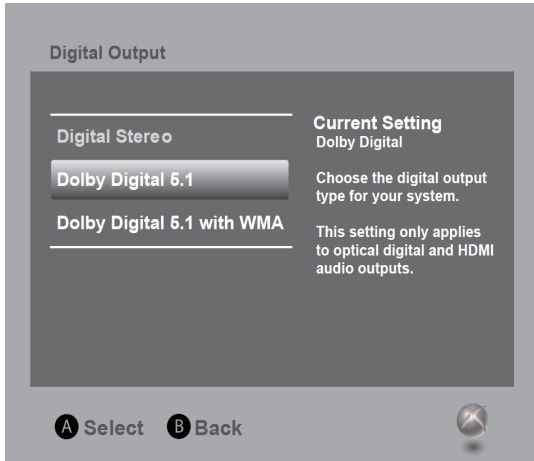 Digital Output
Digital Stereo
Dolby Digital 5.1
Dolby Digital 5.1 with WMA
Current Setting
Dolby Digital
Choose the digital output
type for your system.
This setting only applies
to optical digital and HDMI
audio outputs.
A Select B Back